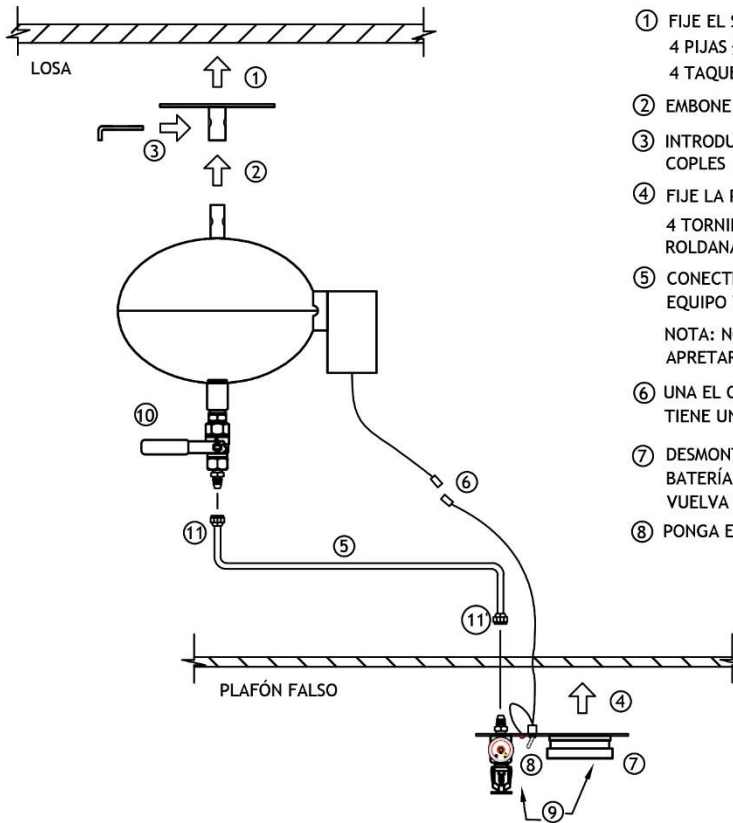 LOSA
①
③
②
⑩
⑥
⑪
⑤
11'
PLAFÓN FALSO
④
⑧
⑦
⑨
① FIJE EL S
4 PIJAS
4 TAQUE
② EMBONE
③ INTRODU
COPLES
④ FIJE LA
4 TORNI
ROLDANA
⑤ CONECT
EQUIPO
NOTA: N
APRETAR
⑥ UNA EL C
TIENE UN
⑦ DESMONT
BATERÍA
VUELVA
⑧ PONGA E